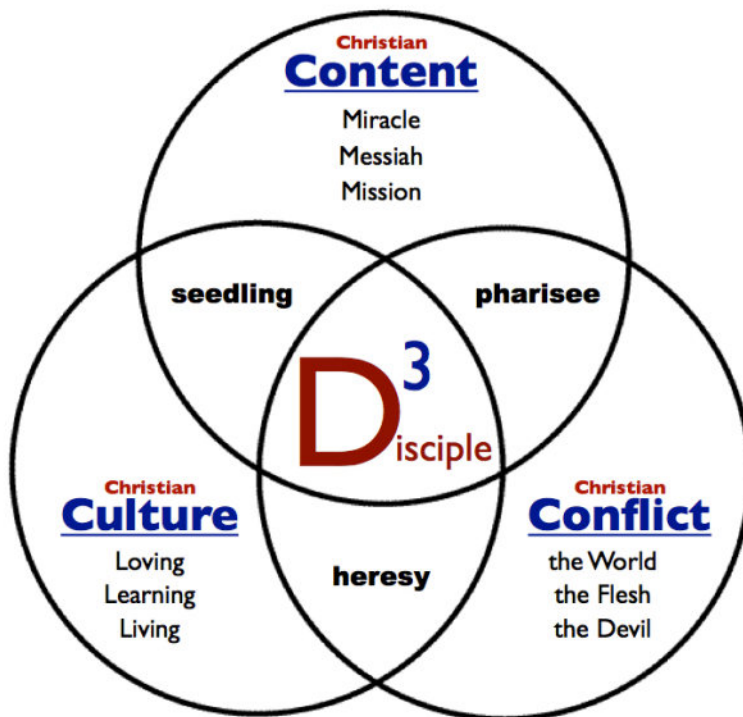 Christian
Content
Miracle
Messiah
Mission
seedling
pharisee
D3
isciple
Christian
Culture
Loving
Learning
Living
heresy
Christian
Conflict
the World
the Flesh
the Devil